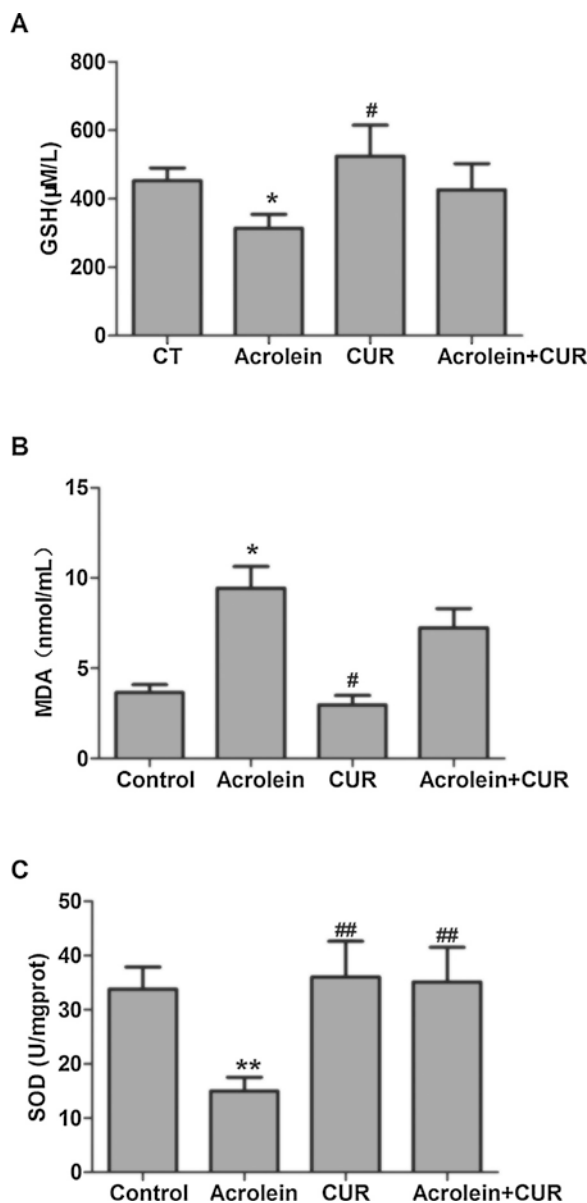 A
800
600
400
200
0
GSH(μM/L)
*
#
CT Acrolein CUR Acrolein+CUR
B
15
10
5
0
MDA（nmol/mL）
*
#
Control Acrolein CUR Acrolein+CUR
C
50
40
30
20
10
0
SOD (U/mgprot)
**
##
##
Control Acrolein CUR Acrolein+CUR